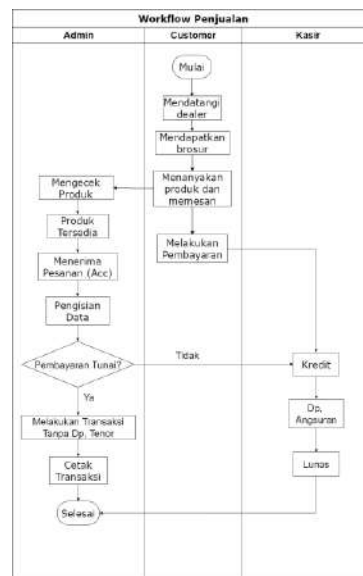 Workflow Penjualan
Admin
Customer
Kasir
Mulai
Mendatangi
dealer
Mendapatkan
brosur
Menanyakan
produk dan
memesan
Mengecek
Produk
Produk
Tersedia
Menerima
Pesanan (Acc)
Melakukan
Pembayaran
Pengisian
Data
Pembayaran Tunai?
Tidak
Kredit
Ya
Melakukan Transaksi
Tanpa Dp, Tenor
Dp,
Angsuran
Cetak
Transaksi
Lunas
Selesai